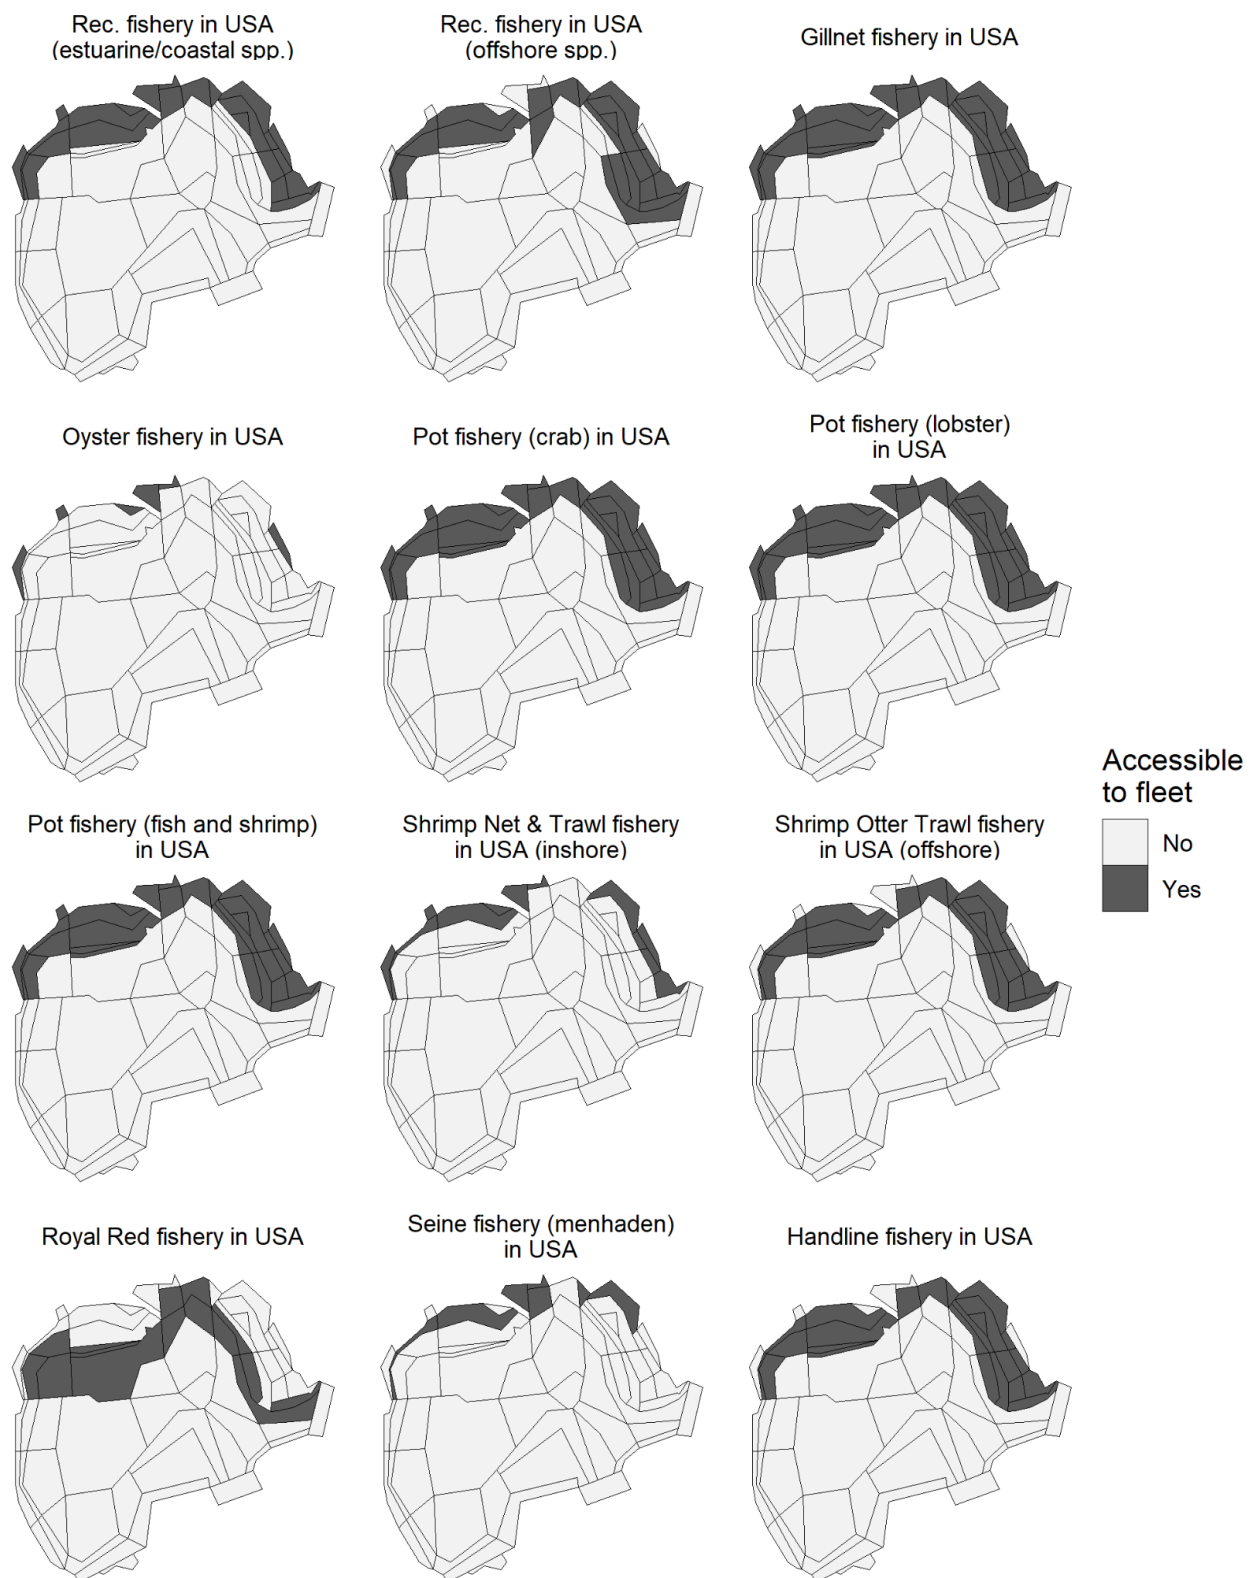 Rec. fishery in USA
(estuarine/coastal spp.)
Rec. fishery in USA
(offshore spp.)
Gillnet fishery in USA
Oyster fishery in USA
Pot fishery (crab) in USA
Pot fishery (lobster)
in USA
Pot fishery (fish and shrimp)
in USA
Shrimp Net & Trawl fishery
in USA (inshore)
Shrimp Otter Trawl fishery
in USA (offshore)
Royal Red fishery in USA
Seine fishery (menhaden)
in USA
Handline fishery in USA
Accessible
to fleet
No
Yes